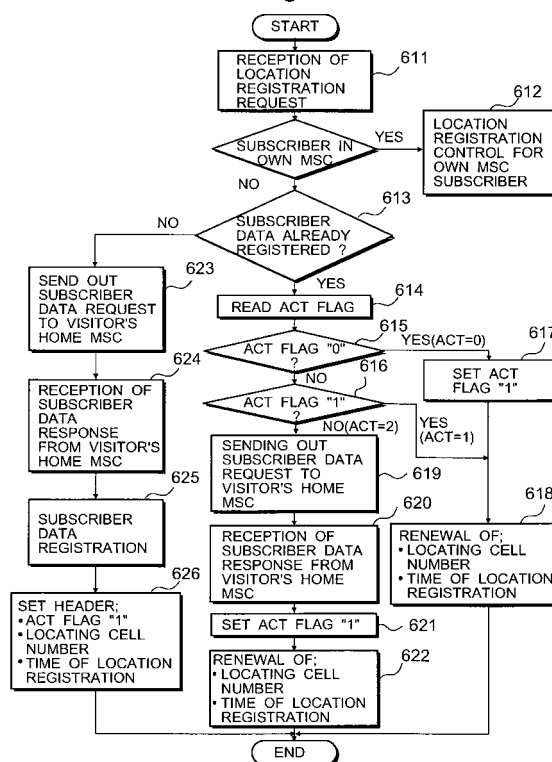 START
RECEPTION OF
LOCATION
REGISTRATION
REQUEST
611
612
SUBSCRIBER IN
OWN MSC
YES
LOCATION
REGISTRATION
CONTROL FOR
OWN MSC
SUBSCRIBER
NO
613
SUBSCRIBER
DATA ALREADY
REGISTERED ?
NO
YES
623
SEND OUT
SUBSCRIBER
DATA REQUEST
TO VISITOR'S
HOME MSC
READ ACT FLAG
614
615
ACT FLAG "0"
?
YES(ACT=0)
617
SET ACT
FLAG "1"
NO
616
624
RECEPTION OF
SUBSCRIBER
DATA
RESPONSE
FROM VISITOR'S
HOME MSC
ACT FLAG "1"
?
YES
(ACT=1)
NO(ACT=2)
SENDING OUT
SUBSCRIBER DATA
REQUEST TO
VISITOR'S HOME
MSC
619
625
SUBSCRIBER
DATA
REGISTRATION
620
RECEPTION
OF SUBSCRIBER DATA
RESPONSE FROM
VISITOR'S HOME
MSC
618
RENEWAL OF;
• LOCATING CELL
NUMBER
• TIME OF LOCATION
REGISTRATION
626
SET HEADER;
• ACT FLAG "1"
• LOCATING CELL
NUMBER
• TIME OF LOCATION
REGISTRATION
SET ACT FLAG "1"
621
622
RENEWAL OF;
• LOCATING CELL
NUMBER
• TIME OF LOCATION
REGISTRATION
END